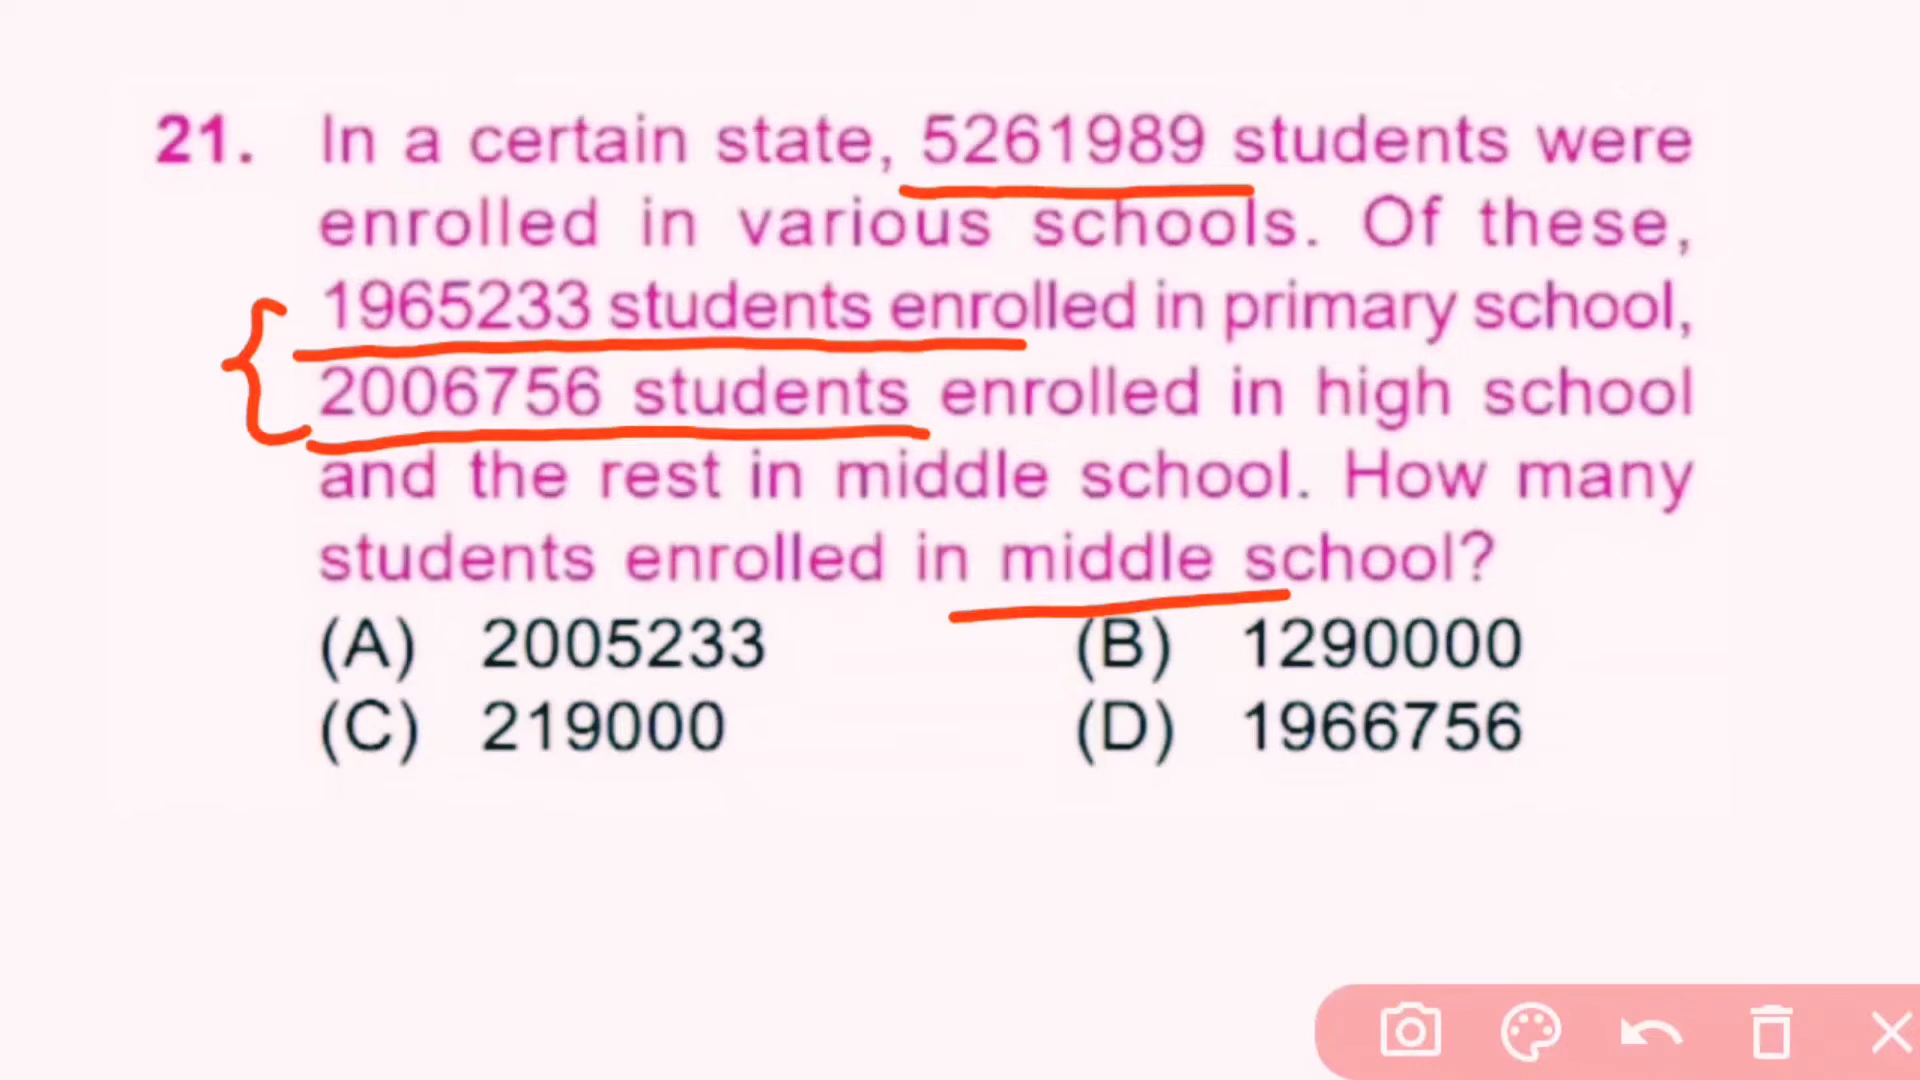 21. In a certain state, 5261989 students were
enrolled in various schools. Of these,
1965233 students enrolled in primary school,
2006756 students enrolled in high school
and the rest in middle school. How many
students enrolled in middle school?
(A) 2005233 (B) 1290000
(C) 219000 (D) 1966756